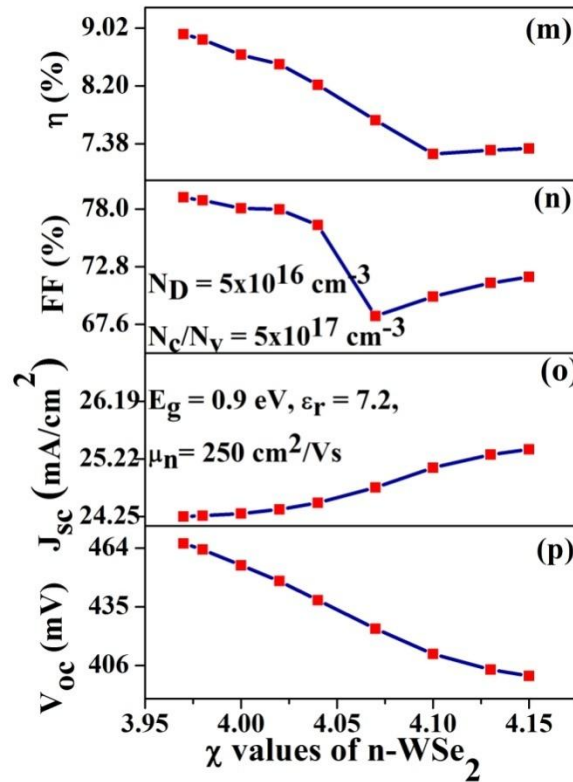 η (%)
9.02
8.20
7.38
(m)
FF (%)
78.0
72.8
67.6
(n)
N_D = 5x10^16 cm^-3
N_c/N_v = 5x10^17 cm^-3
J_sc (mA/cm^2)
26.19
25.22
24.25
(o)
E_g = 0.9 eV, ε_r = 7.2,
μ_n= 250 cm^2/Vs
V_oc (mV)
464
435
406
(p)
3.95 4.00 4.05 4.10 4.15
χ values of n-WSe_2